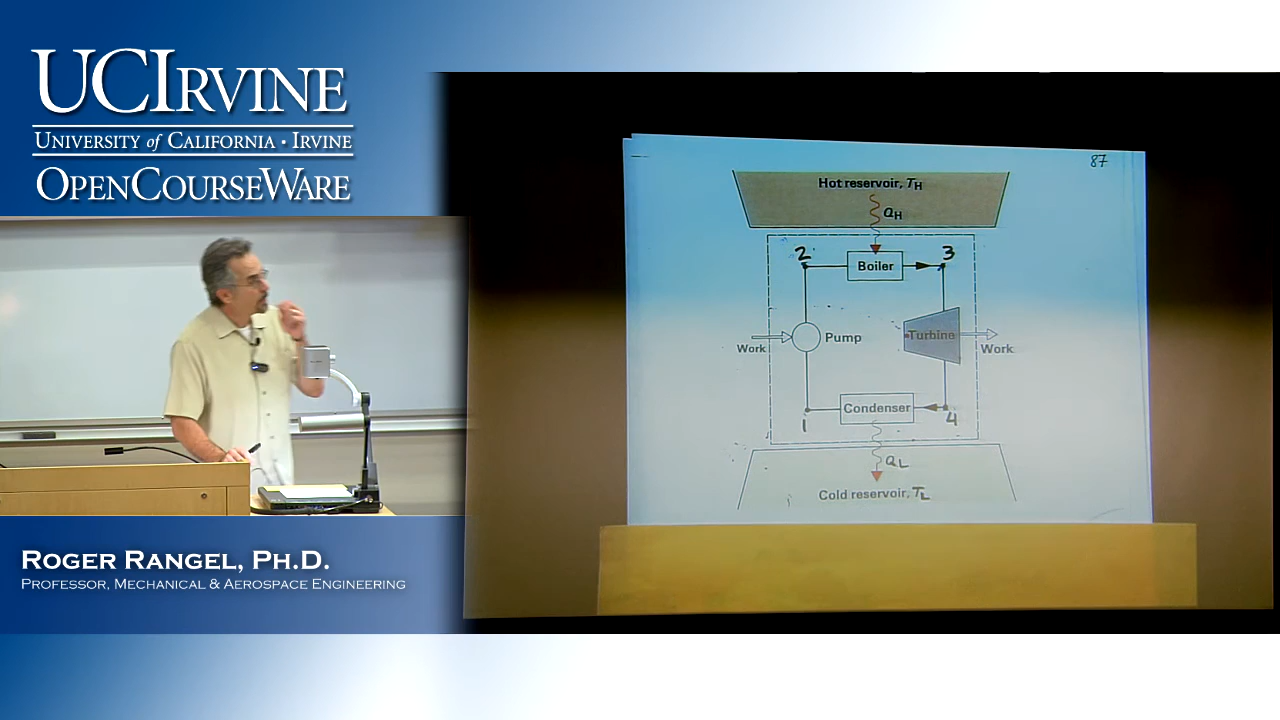 UCIRVINE
UNIVERSITY of CALIFORNIA · IRVINE
OPENCOURSEWARE
87
Hot reservoir, TH
QH
2
Boiler
3
Work
Pump
Turbine
Work
1
Condenser
4
QL
Cold reservoir, TL
ROGER RANGEL, PH.D.
PROFESSOR, MECHANICAL & AEROSPACE ENGINEERING